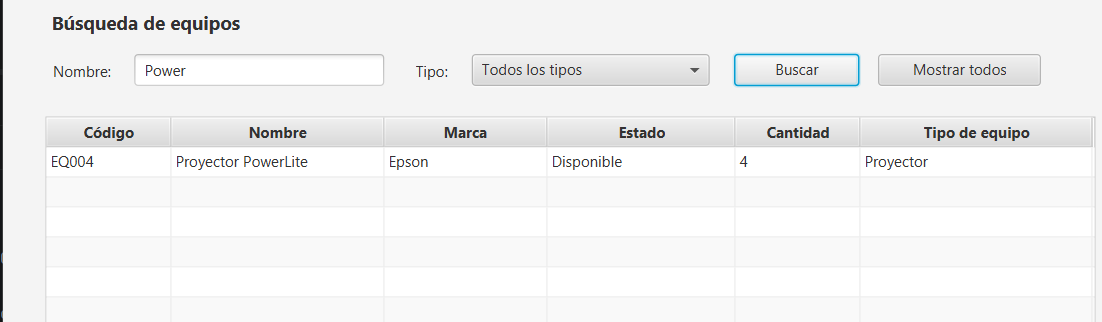 Búsqueda de equipos
Nombre: Power Tipo: Todos los tipos Buscar Mostrar todos
Código Nombre Marca Estado Cantidad Tipo de equipo
EQ004 Proyector PowerLite Epson Disponible 4 Proyector